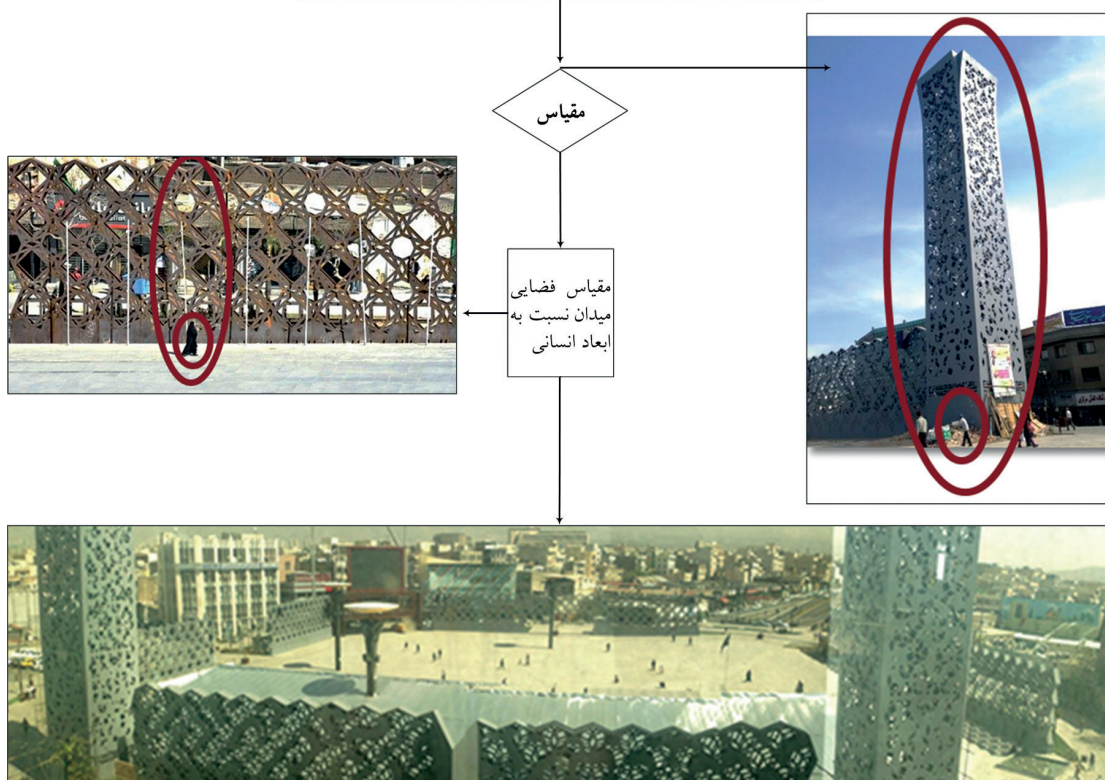 مقیاس
مقیاس فضایی
میدان نسبت به
ابعاد انسانی